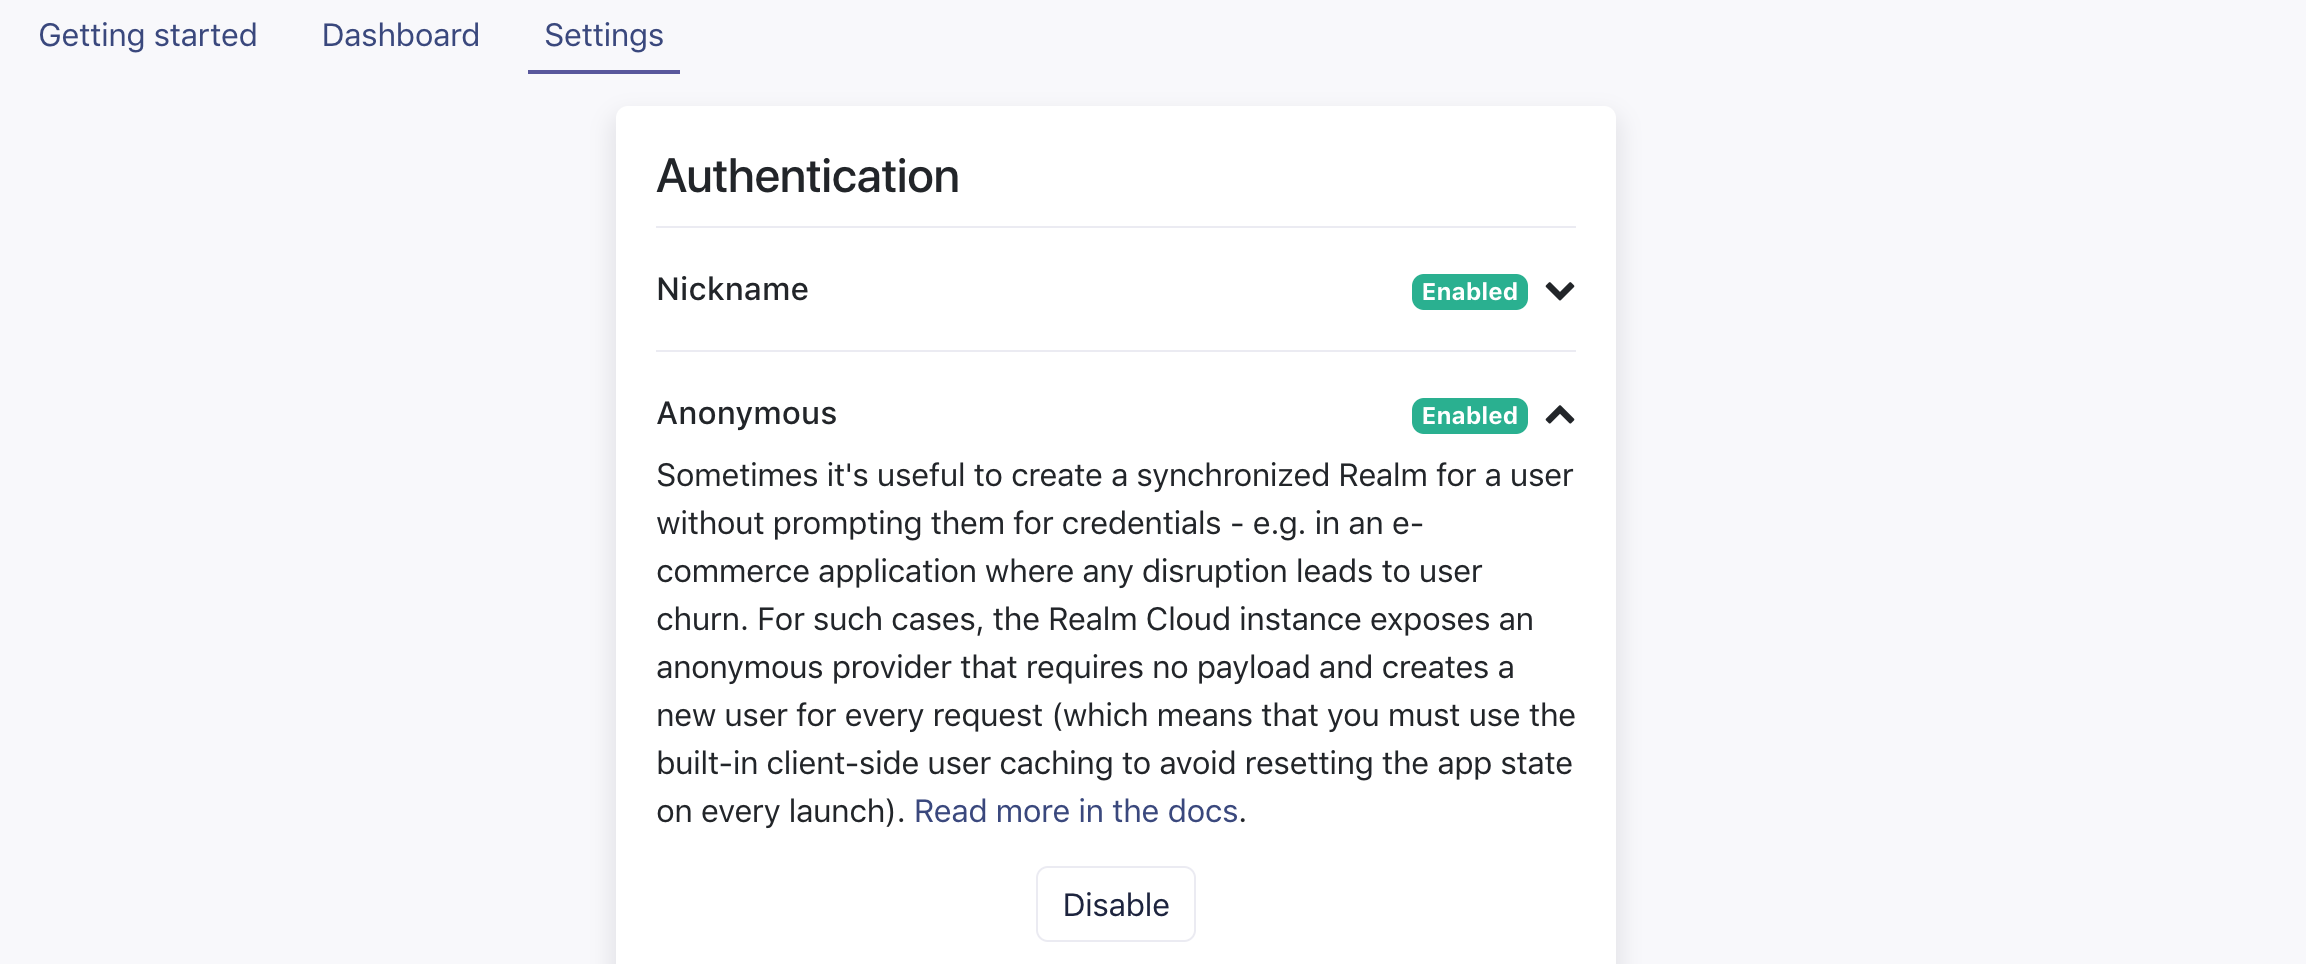 Getting started Dashboard Settings
Authentication
Nickname Enabled
Anonymous Enabled
Sometimes it's useful to create a synchronized Realm for a user
without prompting them for credentials - e.g. in an e-
commerce application where any disruption leads to user
churn. For such cases, the Realm Cloud instance exposes an
anonymous provider that requires no payload and creates a
new user for every request (which means that you must use the
built-in client-side user caching to avoid resetting the app state
on every launch). Read more in the docs.
Disable